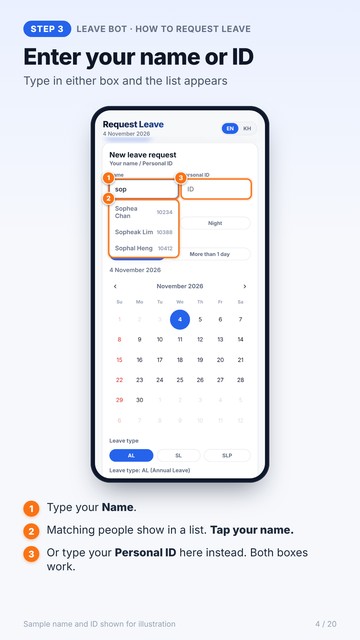 STEP 3 LEAVE BOT · HOW TO REQUEST LEAVE
Enter your name or ID
Type in either box and the list appears
Request Leave
4 November 2026
EN KH
New leave request
Your name / Personal ID
1 3
sop ID
2
Sophea Chan 10234
Sopheak Lim 10388
Sophal Heng 10412
Night
More than 1 day
4 November 2026
‹ November 2026 ›
Su Mo Tu We Th Fr Sa
1 2 3 4 5 6 7
8 9 10 11 12 13 14
15 16 17 18 19 20 21
22 23 24 25 26 27 28
29 30 1 2 3 4 5
6 7 8 9 10 11 12
Leave type
AL SL SLP
Leave type: AL (Annual Leave)
1 Type your Name.
2 Matching people show in a list. Tap your name.
3 Or type your Personal ID here instead. Both boxes
work.
Sample name and ID shown for illustration 4 / 20